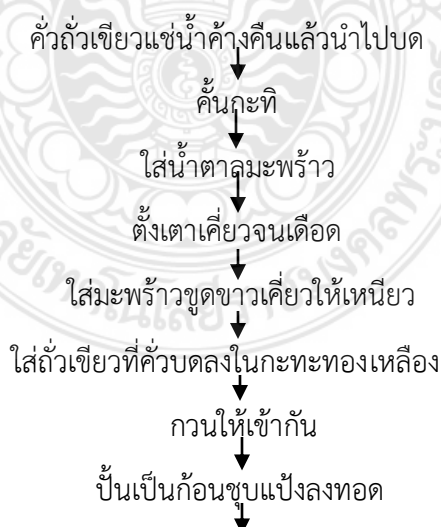 คั่วถั่วเขียวแช่น้ำค้างคืนแล้วนำไปบด
คั้นกะทิ
ใส่น้ำตาลมะพร้าว
ตั้งเตาเคี่ยวจนเดือด
ใส่มะพร้าวขูดขาวเคี่ยวให้เหนียว
ใส่ถั่วเขียวที่คั่วบดลงในกะทะทองเหลือง
กวนให้เข้ากัน
ปั้นเป็นก้อนชุบแป้งลงทอด